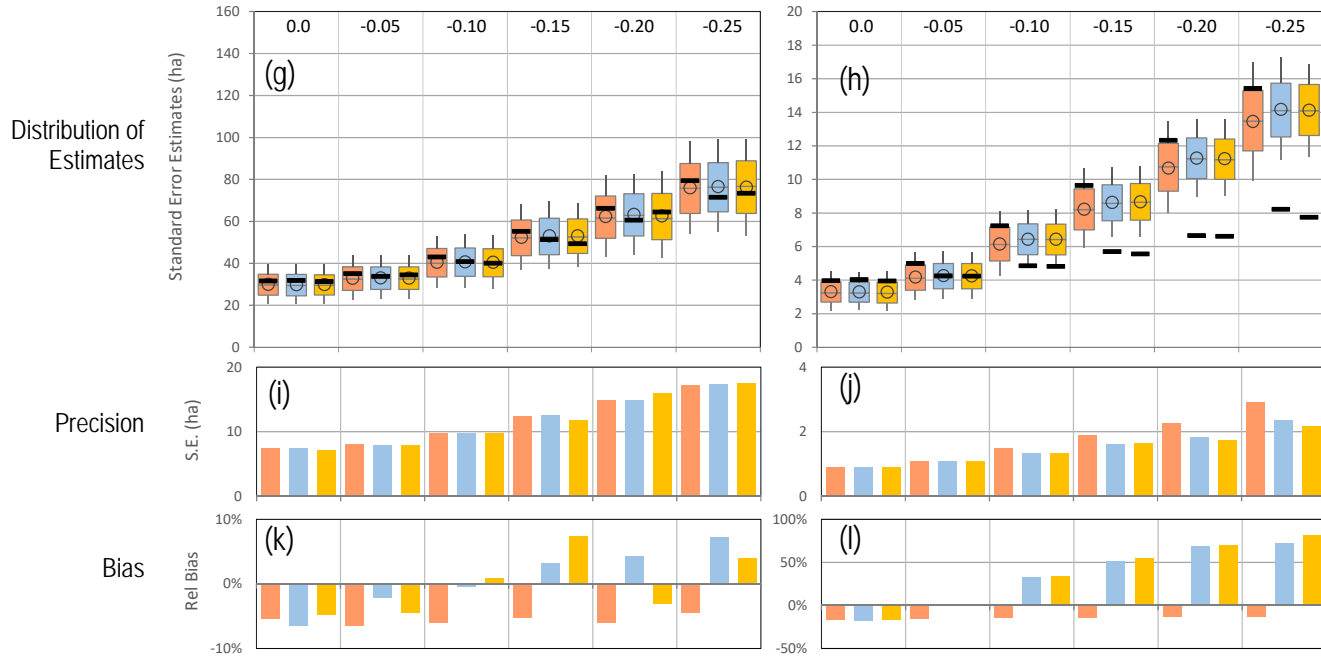 0.0 -0.05 -0.10 -0.15 -0.20 -0.25
(g)
160
140
120
100
80
60
40
20
0
Standard Error Estimates (ha)
Distribution of
Estimates
0.0 -0.05 -0.10 -0.15 -0.20 -0.25
(h)
20
18
16
14
12
10
8
6
4
2
0
Precision
S.E. (ha)
20
10
0
(i)
4
2
0
(j)
Bias
Rel Bias
10%
0%
-10%
(k)
100%
50%
0%
-50%
(l)